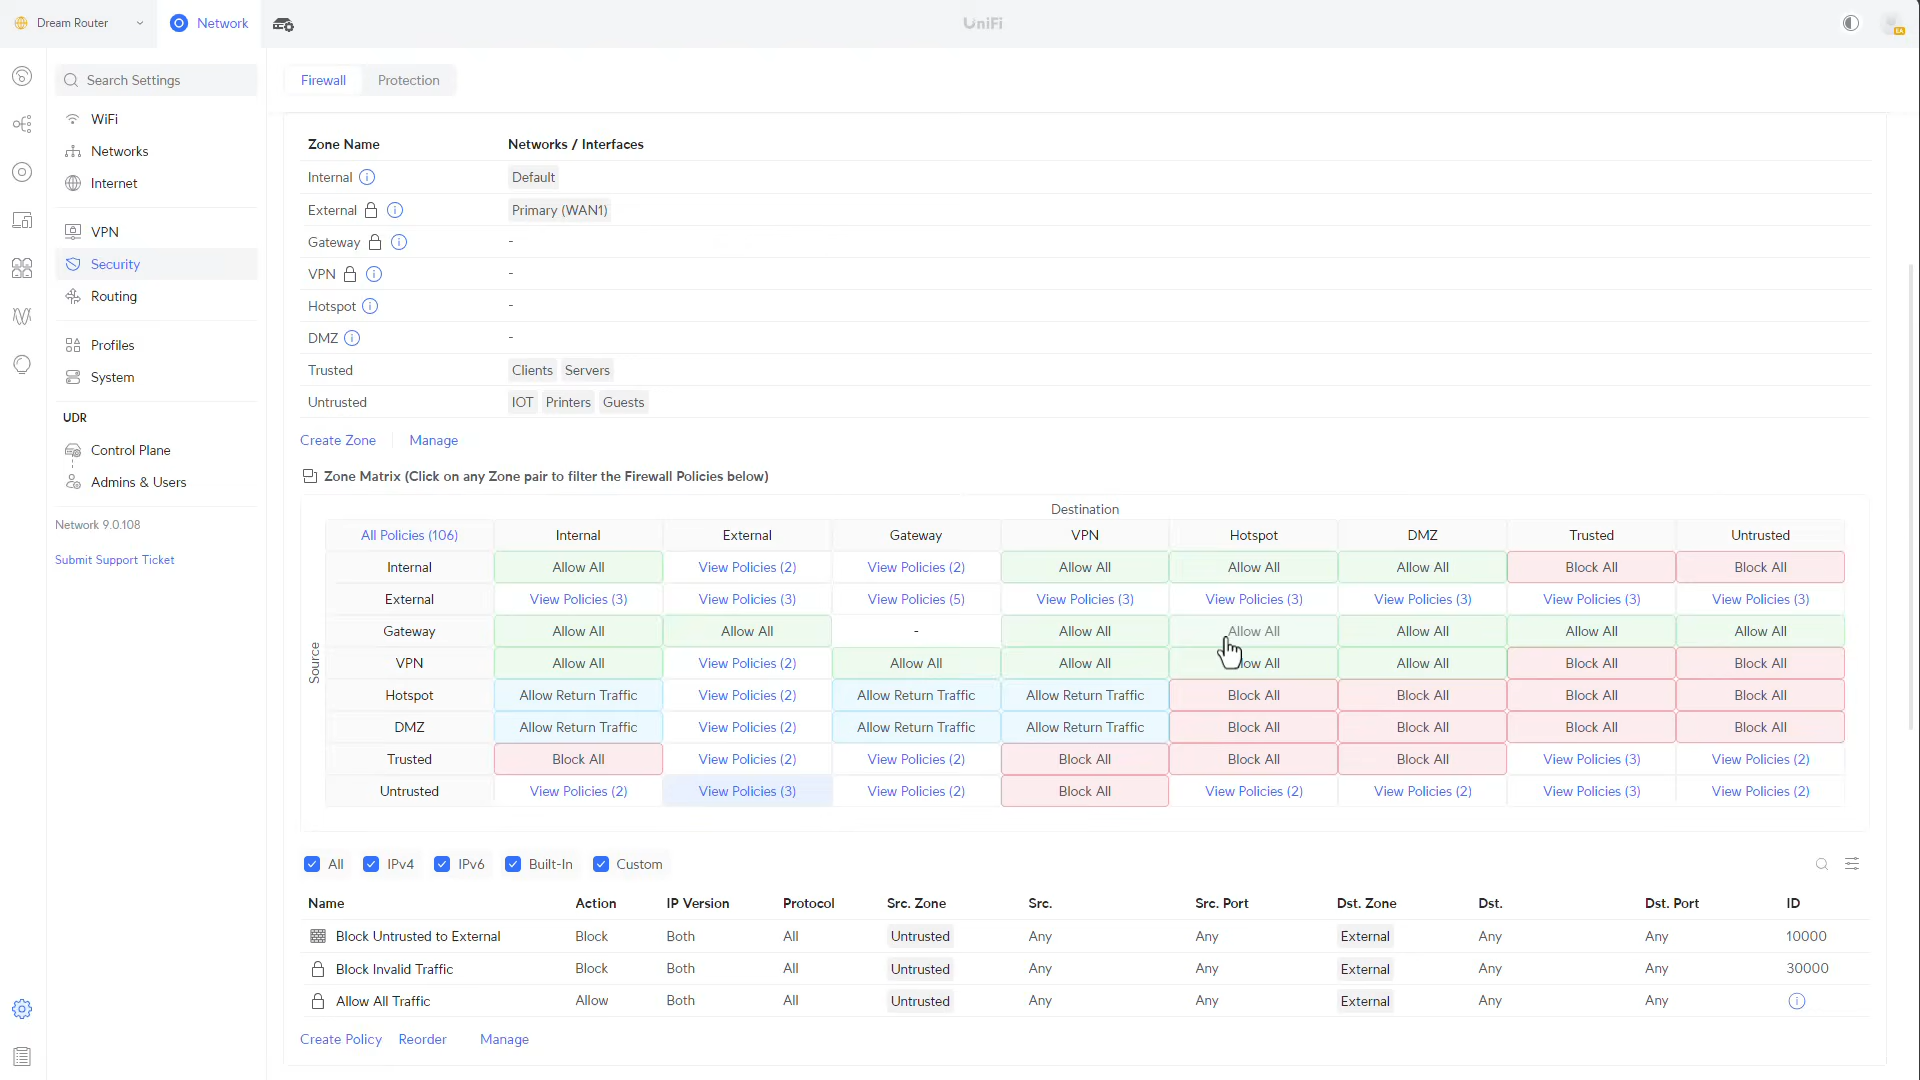 Dream Router
Network
UniFi
EA
Search Settings
WiFi
Networks
Internet
VPN
Security
Routing
Profiles
System
UDR
Control Plane
Admins & Users
Network 9.0.108
Submit Support Ticket
Firewall Protection
Zone Name Networks / Interfaces
Internal Default
External Primary (WAN1)
Gateway -
VPN -
Hotspot -
DMZ -
Trusted Clients Servers
Untrusted IOT Printers Guests
Create Zone Manage
Zone Matrix (Click on any Zone pair to filter the Firewall Policies below)
Destination
Source
All Policies (106) Internal External Gateway VPN Hotspot DMZ Trusted Untrusted
Internal Allow All View Policies (2) View Policies (2) Allow All Allow All Allow All Block All Block All
External View Policies (3) View Policies (3) View Policies (5) View Policies (3) View Policies (3) View Policies (3) View Policies (3) View Policies (3)
Gateway Allow All Allow All - Allow All Allow All Allow All Allow All Allow All
VPN Allow All View Policies (2) Allow All Allow All Allow All Allow All Block All Block All
Hotspot Allow Return Traffic View Policies (2) Allow Return Traffic Allow Return Traffic Block All Block All Block All Block All
DMZ Allow Return Traffic View Policies (2) Allow Return Traffic Allow Return Traffic Block All Block All Block All Block All
Trusted Block All View Policies (2) View Policies (2) Block All Block All Block All View Policies (3) View Policies (2)
Untrusted View Policies (2) View Policies (3) View Policies (2) Block All View Policies (2) View Policies (2) View Policies (3) View Policies (2)
All IPv4 IPv6 Built-In Custom
Name Action IP Version Protocol Src. Zone Src. Src. Port Dst. Zone Dst. Dst. Port ID
Block Untrusted to External Block Both All Untrusted Any Any External Any Any 10000
Block Invalid Traffic Block Both All Untrusted Any Any External Any Any 30000
Allow All Traffic Allow Both All Untrusted Any Any External Any Any
Create Policy Reorder Manage